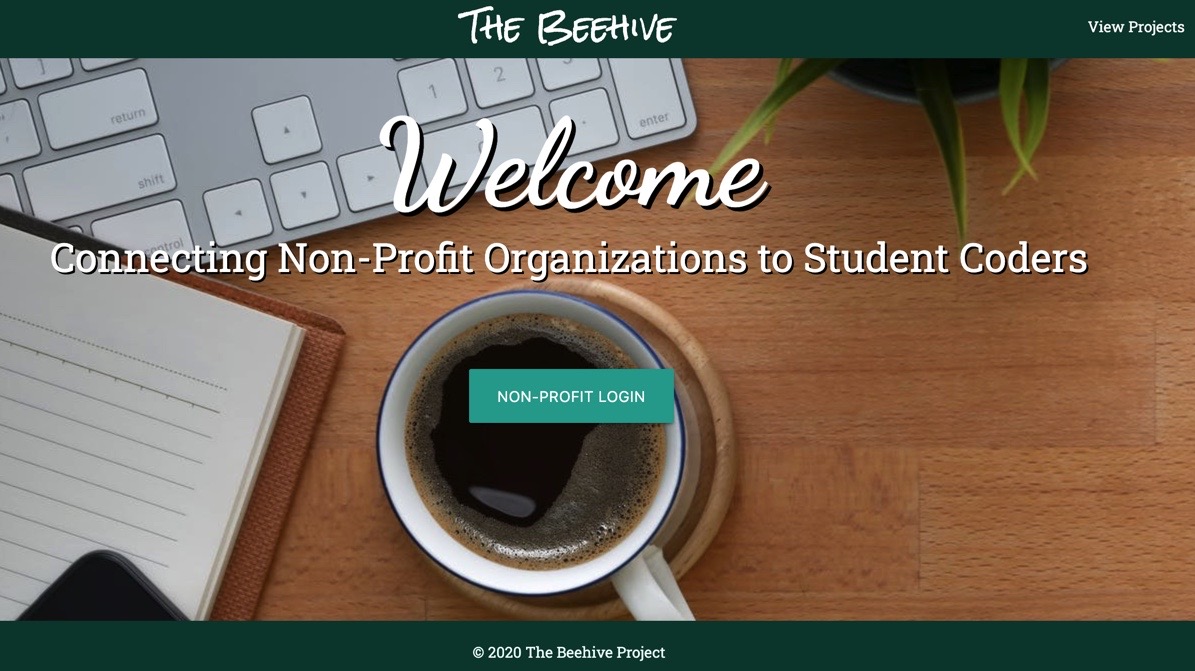 The Beehive
View Projects
return
1
2
3
shift
enter
control
Welcome
Connecting Non-Profit Organizations to Student Coders
NON-PROFIT LOGIN
© 2020 The Beehive Project